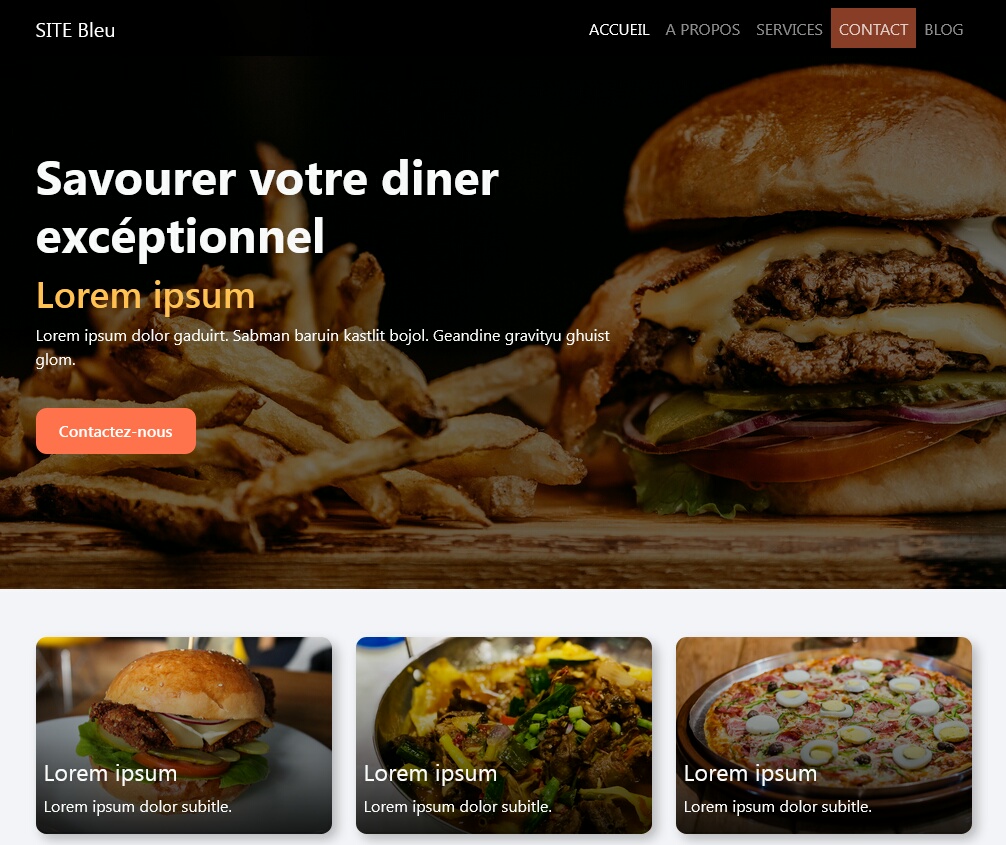 SITE Bleu
ACCUEIL A PROPOS SERVICES CONTACT BLOG
Savourer votre diner
excéptionnel
Lorem ipsum
Lorem ipsum dolor gaduirt. Sabman baruin kastlit bojol. Geandine gravityu ghuist
glom.
Contactez-nous
Lorem ipsum Lorem ipsum Lorem ipsum
Lorem ipsum dolor subitle. Lorem ipsum dolor subitle. Lorem ipsum dolor subitle.